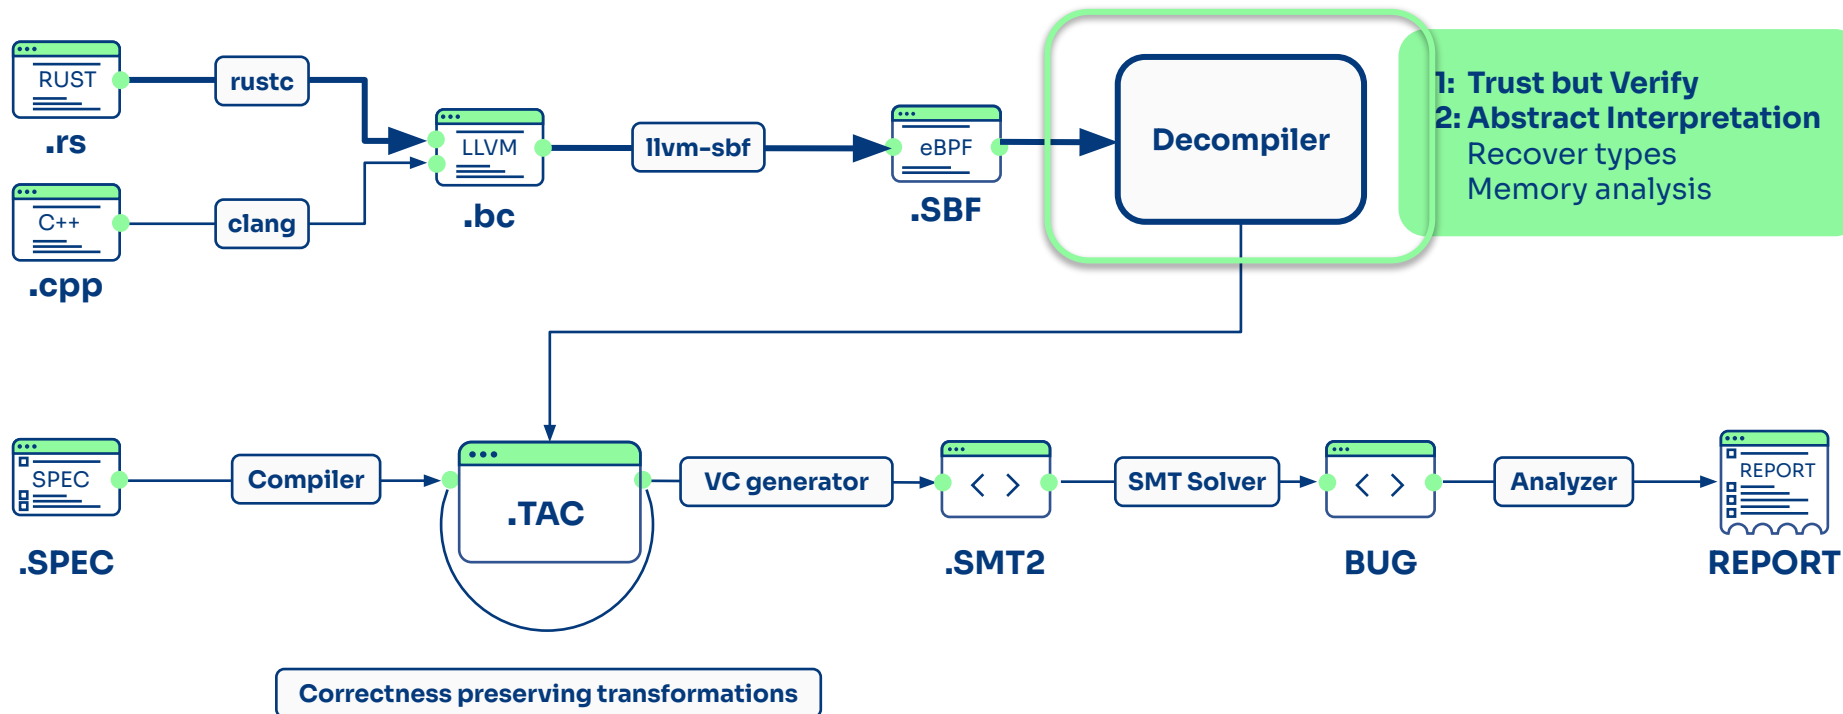 RUST
.rs
rustc
C++
.cpp
clang
LLVM
.bc
llvm-sbf
eBPF
.SBF
Decompiler
1: Trust but Verify
2: Abstract Interpretation
Recover types
Memory analysis
SPEC
.SPEC
Compiler
.TAC
VC generator
< >
.SMT2
SMT Solver
< >
BUG
Analyzer
REPORT
REPORT
Correctness preserving transformations